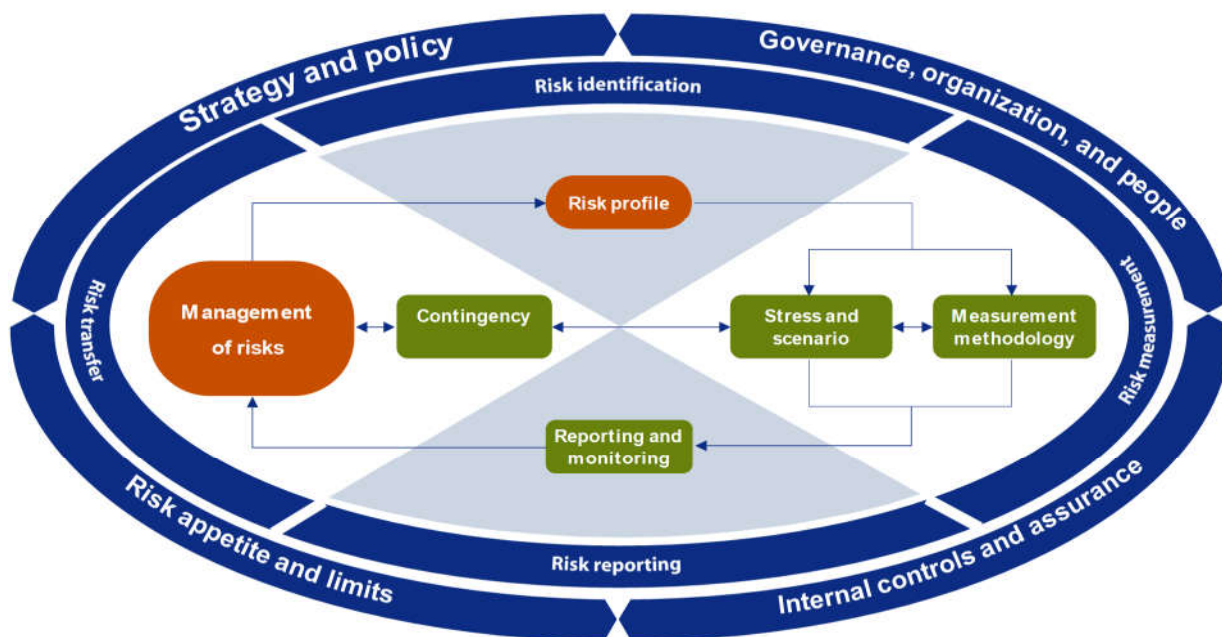 Strategy and policy
Governance, organization, and people
Risk identification
Risk profile
Risk transfer
Management
of risks
Contingency
Stress and
scenario
Measurement
methodology
Risk measurement
Reporting and
monitoring
Risk reporting
Risk appetite and limits
Internal controls and assurance